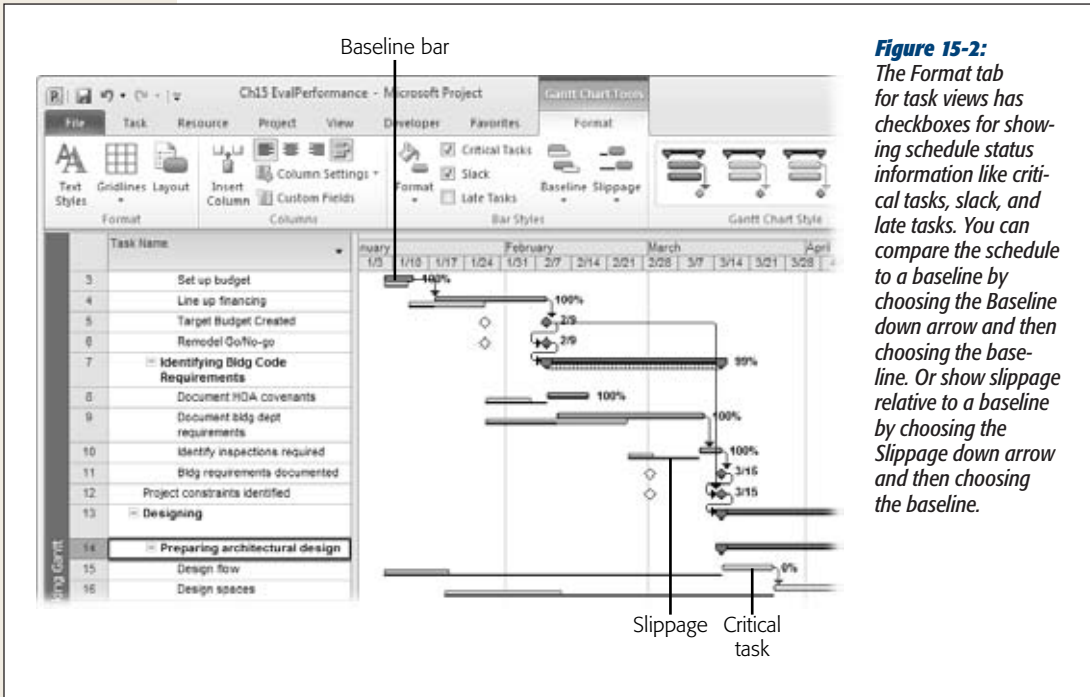 Baseline bar
Ch15 EvalPerformance - Microsoft Project
Gantt Chart Tools
File Task Resource Project View Developer Favorites Format
Text Styles
Gridlines
Layout
Format
Insert Column
Column Settings
Custom Fields
Columns
Format
Critical Tasks
Slack
Late Tasks
Baseline
Slippage
Bar Styles
Gantt Chart Style
Task Name
nuary February March April
1/3 1/10 1/17 1/24 1/31 2/7 2/14 2/21 2/28 3/7 3/14 3/21 3/28 4
3 Set up budget 100%
4 Line up financing 100%
5 Target Budget Created 2/9
6 Remodel Go/No-go 2/9
7 Identifying Bldg Code
Requirements 99%
8 Document HOA covenants 100%
9 Document bldg dept
requirements 100%
10 Identify inspections required 100%
11 Bldg requirements documented 3/15
12 Project constraints identified 3/15
13 Designing
14 Preparing architectural design
15 Design flow 0%
16 Design spaces
king Gantt
Slippage
Critical
task
Figure 15-2:
The Format tab
for task views has
checkboxes for show-
ing schedule status
information like criti-
cal tasks, slack, and
late tasks. You can
compare the schedule
to a baseline by
choosing the Baseline
down arrow and then
choosing the base-
line. Or show slippage
relative to a baseline
by choosing the
Slippage down arrow
and then choosing
the baseline.